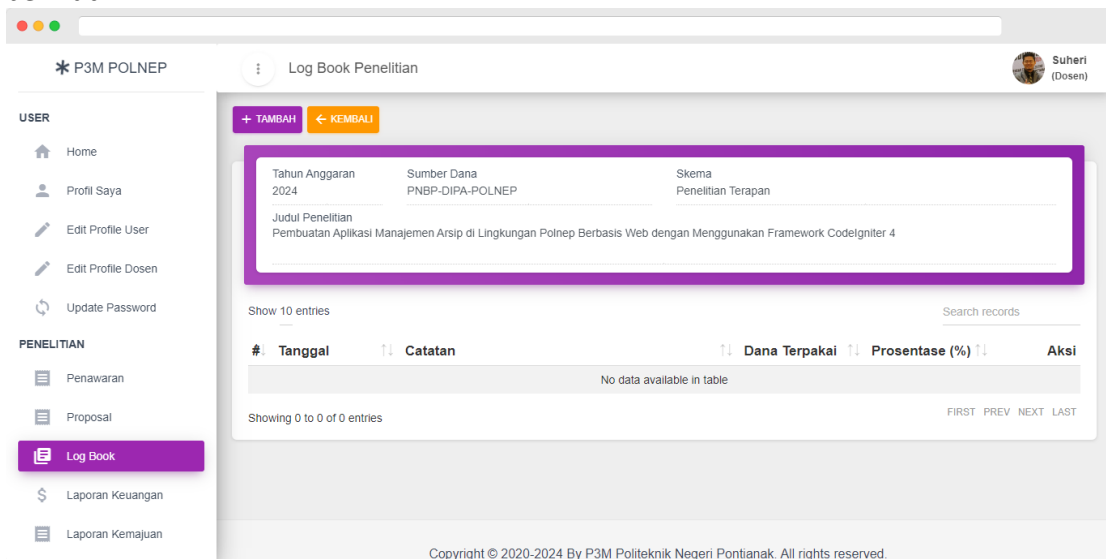 P3M POLNEP
Log Book Penelitian
Suheri
(Dosen)
USER
Home
Profil Saya
Edit Profile User
Edit Profile Dosen
Update Password
PENELITIAN
Penawaran
Proposal
Log Book
Laporan Keuangan
Laporan Kemajuan
+ TAMBAH
← KEMBALI
Tahun Anggaran
2024
Sumber Dana
PNBP-DIPA-POLNEP
Skema
Penelitian Terapan
Judul Penelitian
Pembuatan Aplikasi Manajemen Arsip di Lingkungan Polnep Berbasis Web dengan Menggunakan Framework CodeIgniter 4
Show 10 entries
Search records
# Tanggal Catatan Dana Terpakai Prosentase (%) Aksi
No data available in table
Showing 0 to 0 of 0 entries
FIRST PREV NEXT LAST
Copyright © 2020-2024 By P3M Politeknik Negeri Pontianak. All rights reserved.